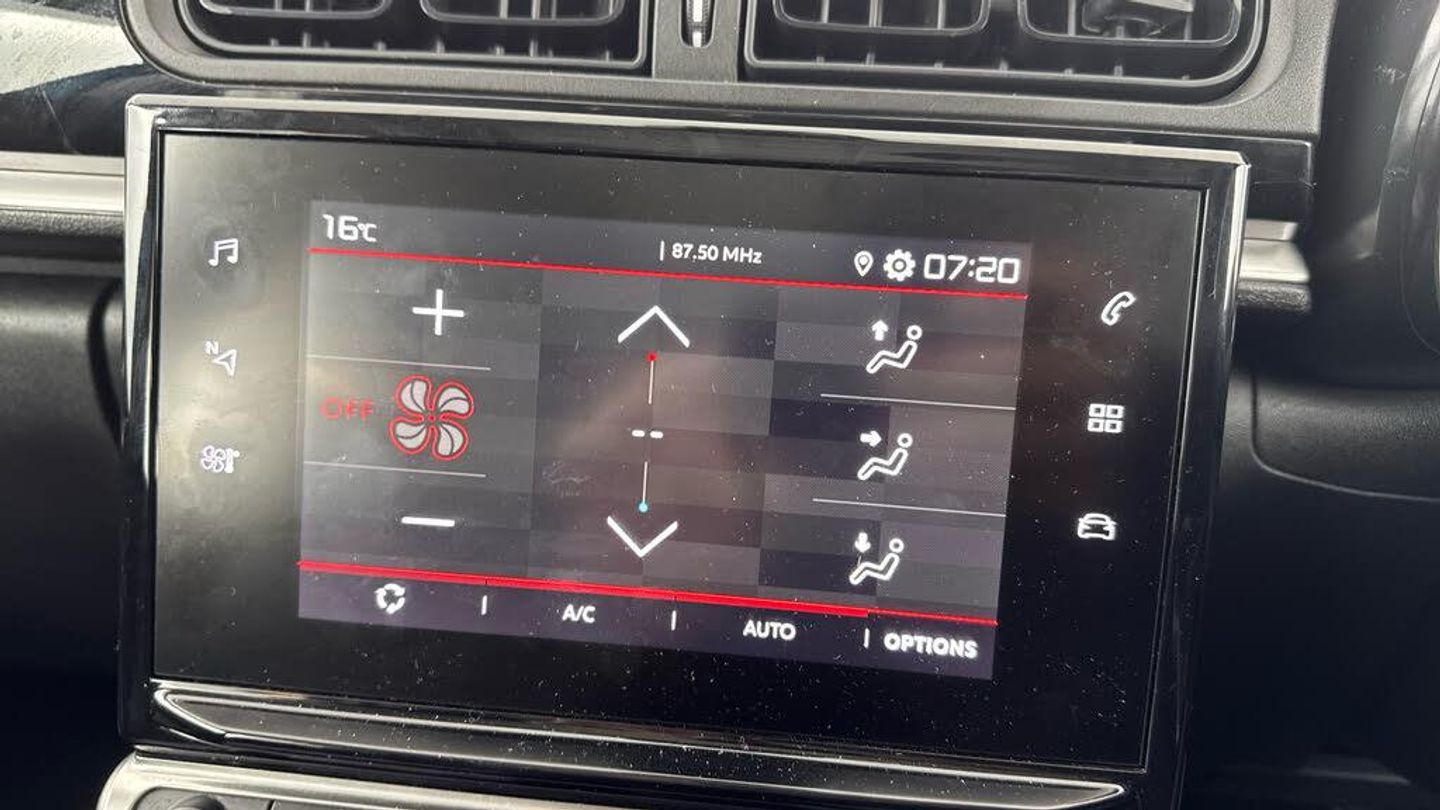 16°C
87.50 MHz
07:20
N
OFF
A/C
AUTO
OPTIONS